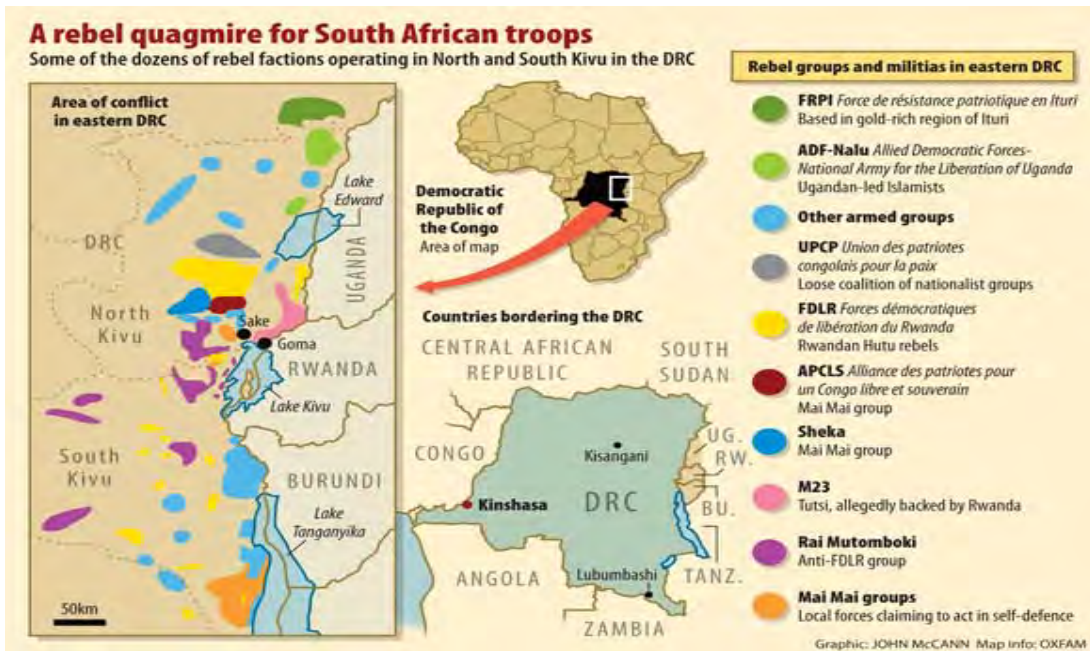 A rebel quagmire for South African troops
Some of the dozens of rebel factions operating in North and South Kivu in the DRC
Area of conflict
in eastern DRC
DRC
North
Kivu
South
Kivu
Lake
Edward
UGANDA
Sake
Goma
RWANDA
Lake Kivu
BURUNDI
Lake
Tanganyika
50km
Democratic
Republic of
the Congo
Area of map
Countries bordering the DRC
CENTRAL AFRICAN
REPUBLIC
SOUTH
SUDAN
CONGO
Kisangani
UG.
RW.
Kinshasa
DRC
BU.
ANGOLA
Lubumbashi
TANZ.
ZAMBIA
Rebel groups and militias in eastern DRC
FRPI Force de résistance patriotique en Ituri
Based in gold-rich region of Ituri
ADF-Nalu Allied Democratic Forces-
National Army for the Liberation of Uganda
Ugandan-led Islamists
Other armed groups
UPCP Union des patriotes
congolais pour la paix
Loose coalition of nationalist groups
FDLR Forces démocratiques
de libération du Rwanda
Rwandan Hutu rebels
APCLS Alliance des patriotes pour
un Congo libre et souverain
Mai Mai group
Sheka
Mai Mai group
M23
Tutsi, allegedly backed by Rwanda
Rai Mutomboki
Anti-FDLR group
Mai Mai groups
Local forces claiming to act in self-defence
Graphic: JOHN McCANN Map Info: OXFAM